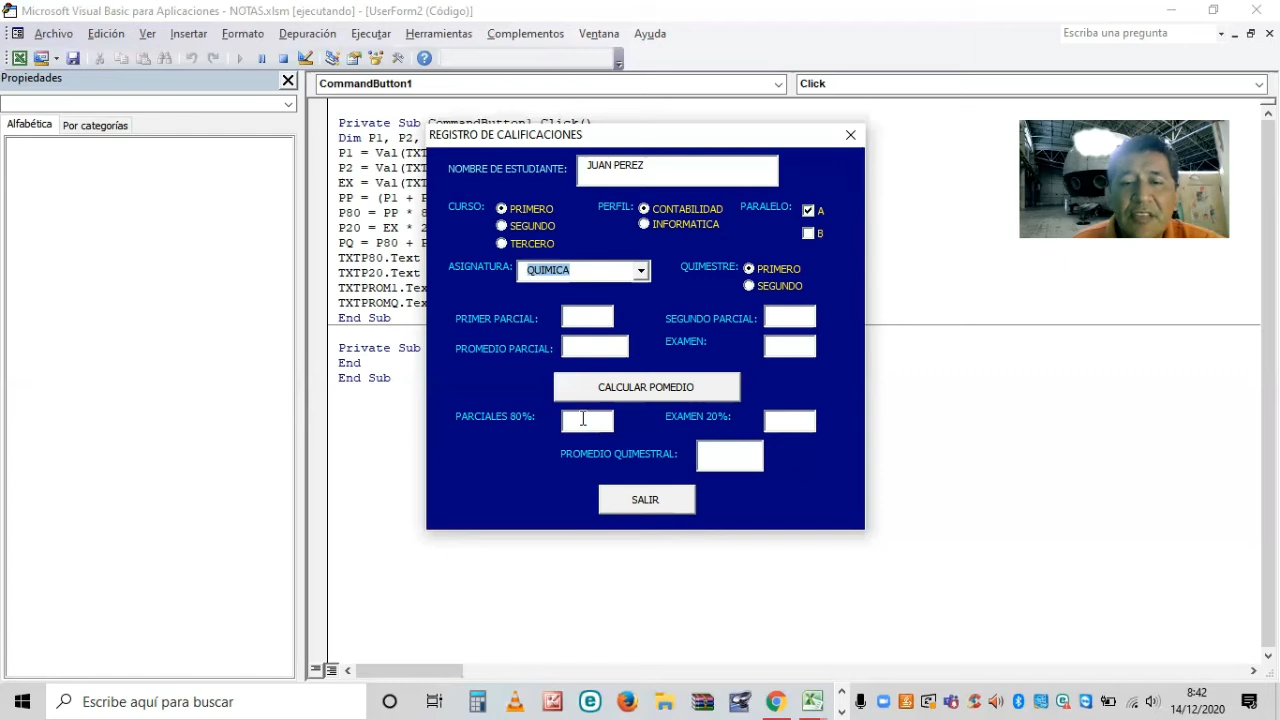 Microsoft Visual Basic para Aplicaciones - NOTAS.xlsm [ejecutando] - [UserForm2 (Código)]
Archivo Edición Ver Insertar Formato Depuración Ejecutar Herramientas Complementos Ventana Ayuda
Escriba una pregunta
Propiedades
CommandButton1
Click
Alfabética Por categorías
Private Sub CommandButton1_Click()
Dim P1, P2,
P1 = Val(TXT
P2 = Val(TXT
EX = Val(TXT
PP = (P1 + P
P80 = PP * 8
P20 = EX * 2
PQ = P80 + P
TXTP80.Text
TXTP20.Text
TXTPROM1.Tex
TXTPROMQ.Tex
End Sub
Private Sub
End
End Sub
REGISTRO DE CALIFICACIONES
NOMBRE DE ESTUDIANTE: JUAN PEREZ
CURSO: PRIMERO PERFIL: CONTABILIDAD PARALELO: A
SEGUNDO INFORMATICA B
TERCERO
ASIGNATURA: QUIMICA QUIMESTRE: PRIMERO
SEGUNDO
PRIMER PARCIAL: SEGUNDO PARCIAL:
PROMEDIO PARCIAL: EXAMEN:
CALCULAR POMEDIO
PARCIALES 80%: EXAMEN 20%:
PROMEDIO QUIMESTRAL:
SALIR
Escribe aquí para buscar
8:42
14/12/2020